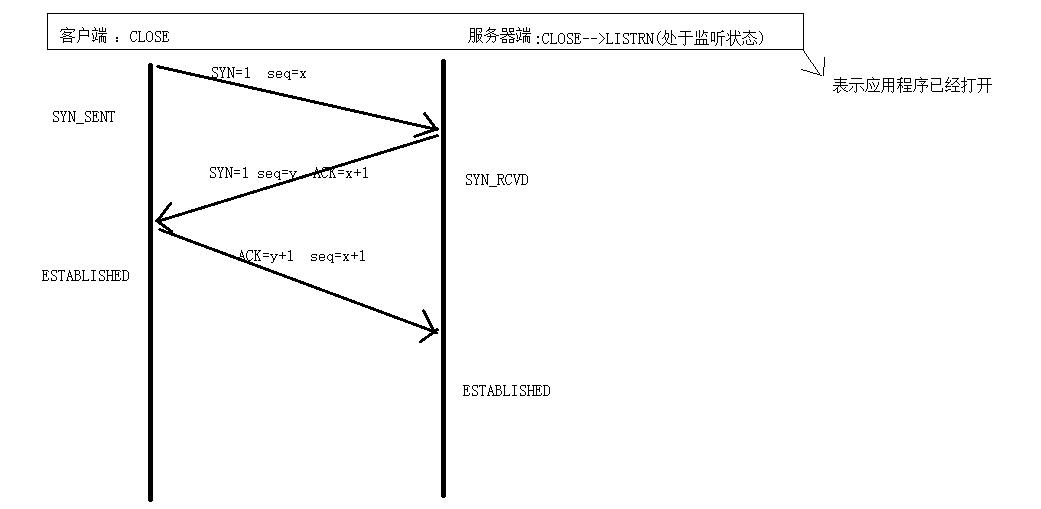 客户端 : CLOSE
服务器端:CLOSE-->LISTRN(处于监听状态)
表示应用程序已经打开
SYN=1 seq=x
SYN_SENT
SYN=1 seq=y ACK=x+1
SYN_RCVD
ACK=y+1 seq=x+1
ESTABLISHED
ESTABLISHED